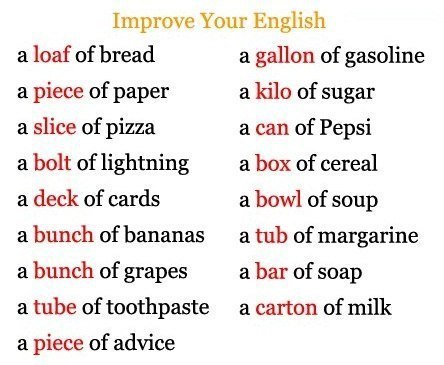 Improve Your English
a loaf of bread
a piece of paper
a slice of pizza
a bolt of lightning
a deck of cards
a bunch of bananas
a bunch of grapes
a tube of toothpaste
a piece of advice
a gallon of gasoline
a kilo of sugar
a can of Pepsi
a box of cereal
a bowl of soup
a tub of margarine
a bar of soap
a carton of milk